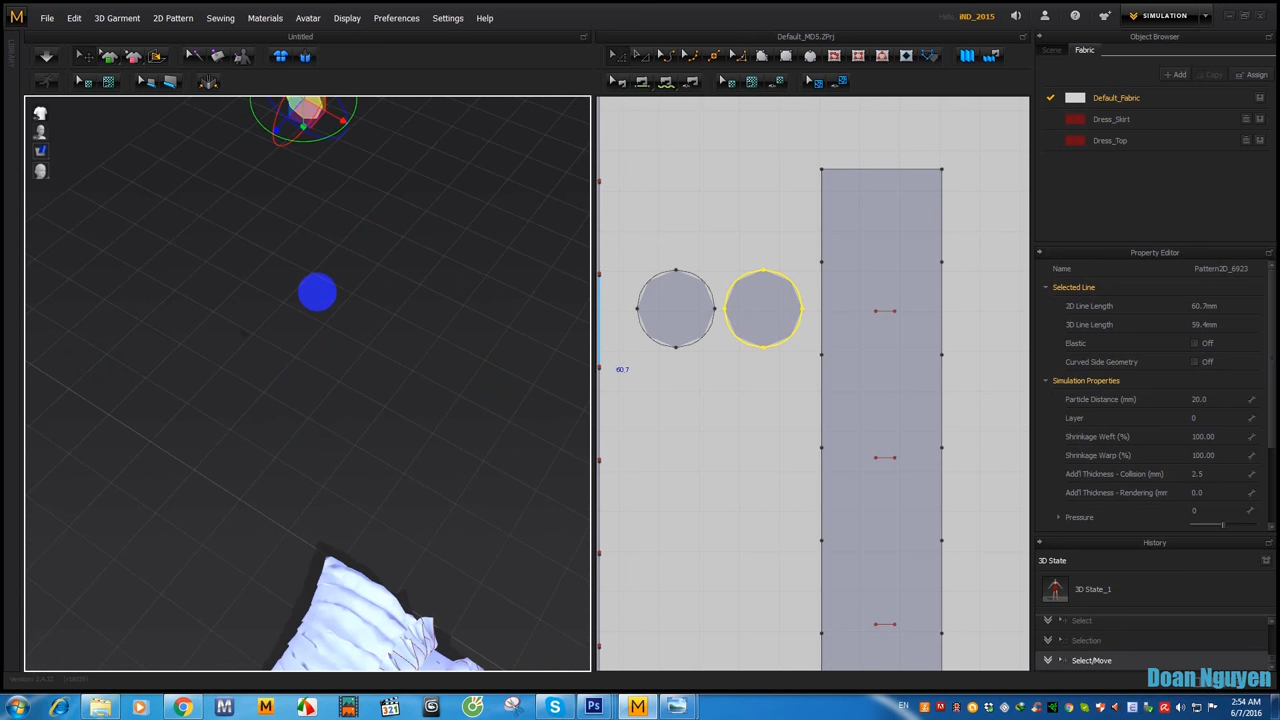 M File Edit 3D Garment 2D Pattern Sewing Materials Avatar Display Preferences Settings Help
Hello, iND_2015
SIMULATION
Untitled
Default_MD5.ZPrj
Object Browser
LIBRARY
Scene Fabric
+ Add Copy Assign
Default_Fabric
Dress_Skirt
Dress_Top
Property Editor
Name Pattern2D_6923
Selected Line
2D Line Length 60.7mm
3D Line Length 59.4mm
Elastic Off
Curved Side Geometry Off
Simulation Properties
Particle Distance (mm) 20.0
Layer 0
Shrinkage Weft (%) 100.00
Shrinkage Warp (%) 100.00
Add'l Thickness - Collision (mm) 2.5
Add'l Thickness - Rendering (mm 0.0
Pressure 0
60.7
History
3D State
3D State_1
Select
Selection
Select/Move
Doan Nguyen
EN
2:54 AM
6/7/2016